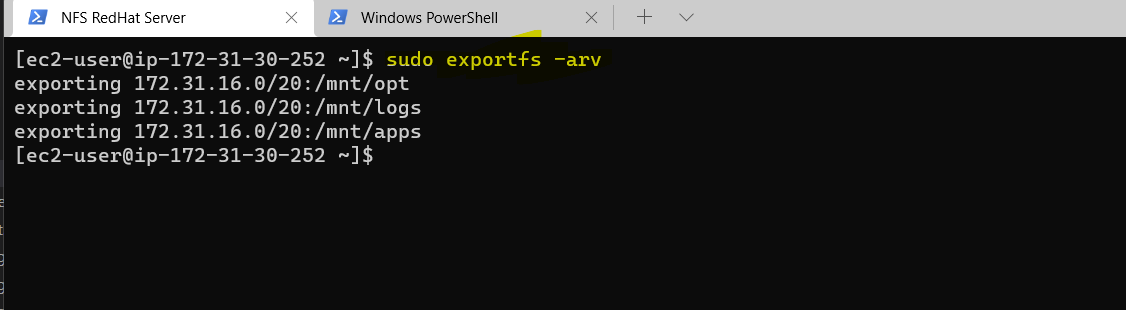 NFS RedHat Server
Windows PowerShell
[ec2-user@ip-172-31-30-252 ~]$ sudo exportfs -arv
exporting 172.31.16.0/20:/mnt/opt
exporting 172.31.16.0/20:/mnt/logs
exporting 172.31.16.0/20:/mnt/apps
[ec2-user@ip-172-31-30-252 ~]$